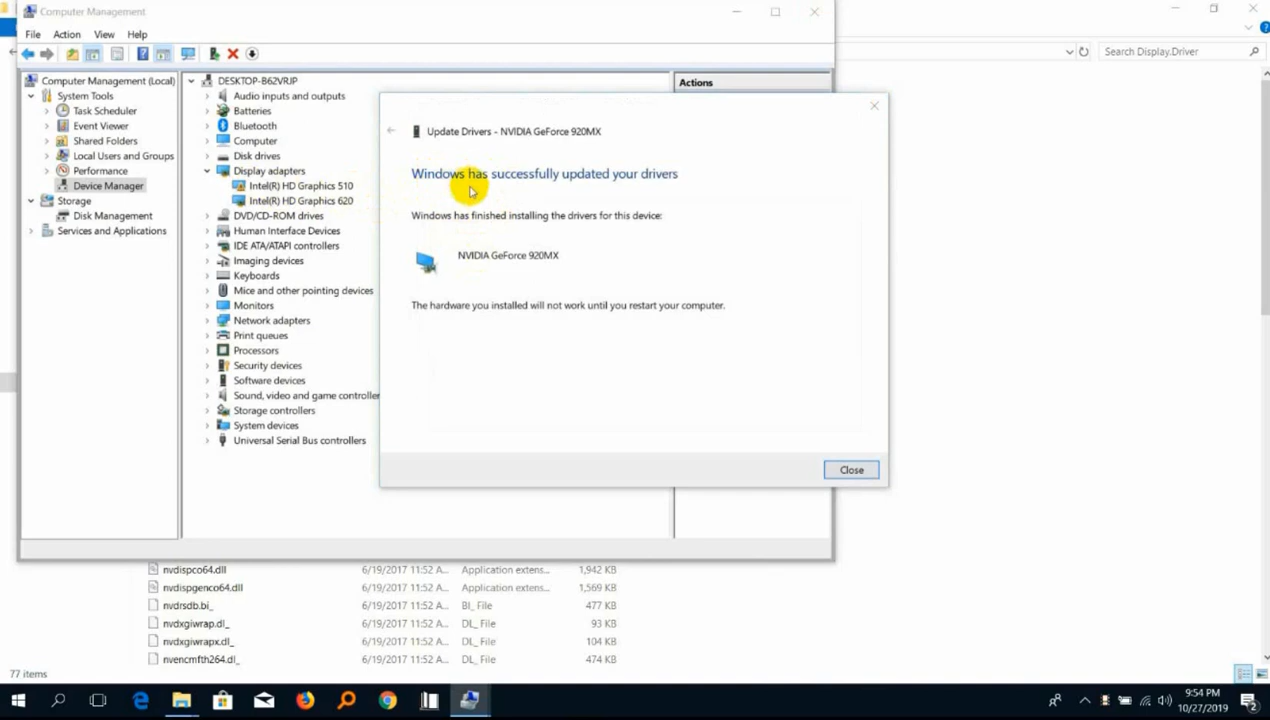 Computer Management
File Action View Help
Search Display.Driver
Computer Management (Local)
System Tools
Task Scheduler
Event Viewer
Shared Folders
Local Users and Groups
Performance
Device Manager
Storage
Disk Management
Services and Applications
DESKTOP-B62VRJP
Audio inputs and outputs
Batteries
Bluetooth
Computer
Disk drives
Display adapters
Intel(R) HD Graphics 510
Intel(R) HD Graphics 620
DVD/CD-ROM drives
Human Interface Devices
IDE ATA/ATAPI controllers
Imaging devices
Keyboards
Mice and other pointing devices
Monitors
Network adapters
Print queues
Processors
Security devices
Software devices
Sound, video and game controller
Storage controllers
System devices
Universal Serial Bus controllers
Actions
Update Drivers - NVIDIA GeForce 920MX
Windows has successfully updated your drivers
Windows has finished installing the drivers for this device:
NVIDIA GeForce 920MX
The hardware you installed will not work until you restart your computer.
Close
nvdispco64.dll 6/19/2017 11:52 A... Application extens... 1,942 KB
nvdispgenco64.dll 6/19/2017 11:52 A... Application extens... 1,569 KB
nvdrsdb.bi_ 6/19/2017 11:52 A... BI_ File 477 KB
nvdxgiwrap.dl_ 6/19/2017 11:52 A... DL_ File 93 KB
nvdxgiwrapx.dl_ 6/19/2017 11:52 A... DL_ File 104 KB
nvencmfth264.dl_ 6/19/2017 11:52 A... DL_ File 474 KB
77 items
9:54 PM
10/27/2019
2